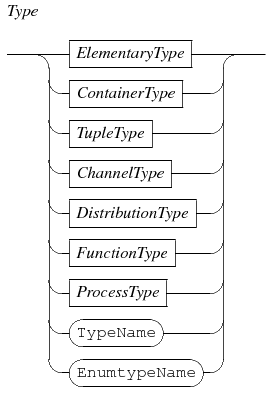 Type
ElementaryType
ContainerType
TupleType
ChannelType
DistributionType
FunctionType
ProcessType
TypeName
EnumtypeName